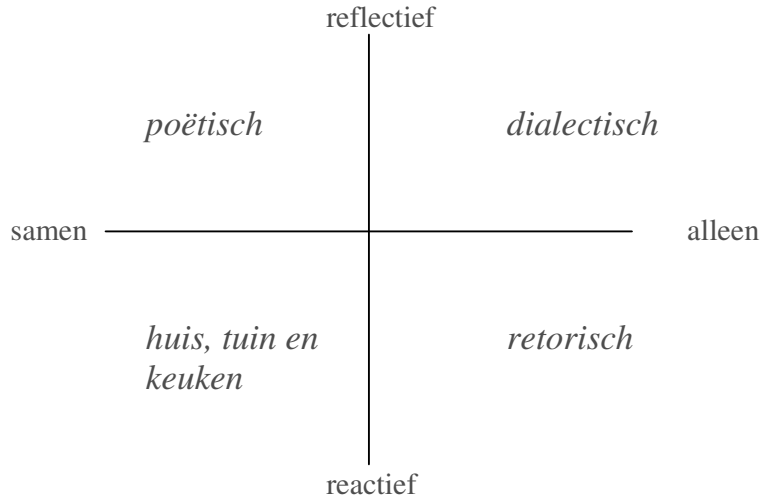 reflectief
poëtisch
dialectisch
samen
alleen
huis, tuin en
keuken
retorisch
reactief